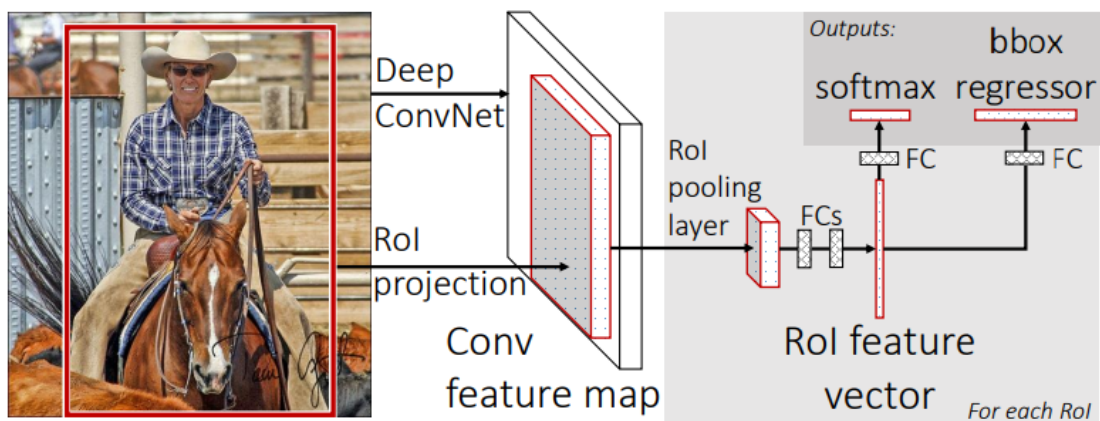 Deep
ConvNet
RoI
projection
Conv
feature map
RoI
pooling
layer
FCs
RoI feature
vector
For each RoI
Outputs:
softmax
bbox
regressor
FC
FC